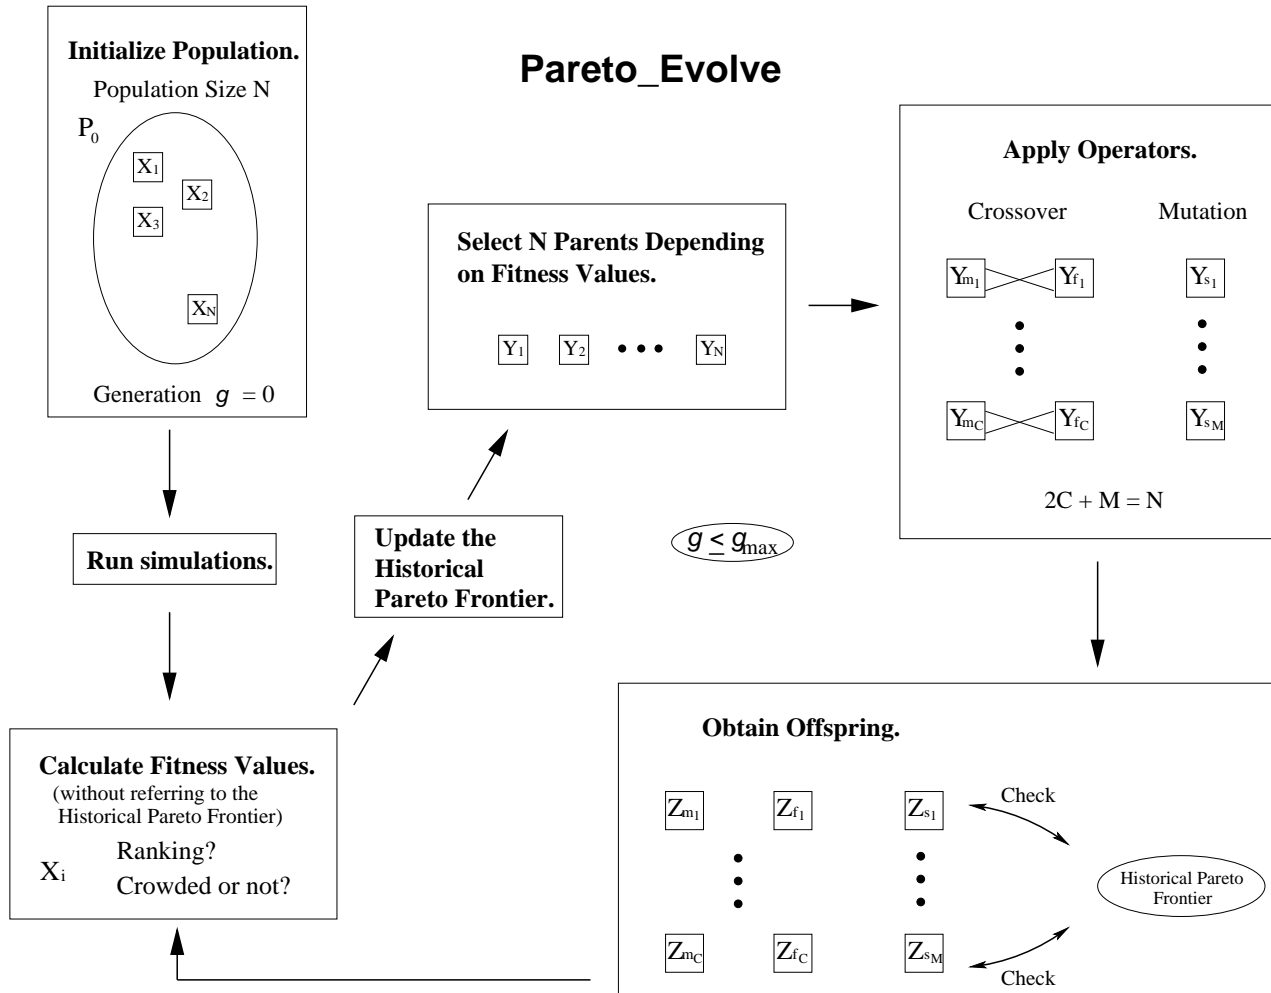 Pareto_Evolve
Initialize Population.
Population Size N
P0
X1
X2
X3
XN
Generation g = 0
Run simulations.
Calculate Fitness Values.
(without referring to the
Historical Pareto Frontier)
Xi
Ranking?
Crowded or not?
Update the
Historical
Pareto Frontier.
Select N Parents Depending
on Fitness Values.
Y1 Y2 • • • YN
g ≤ gmax
Apply Operators.
Crossover Mutation
Ym1 Yf1 Ys1
YmC YfC YsM
2C + M = N
Obtain Offspring.
Zm1 Zf1 Zs1
Check
Historical Pareto
Frontier
ZmC ZfC ZsM
Check